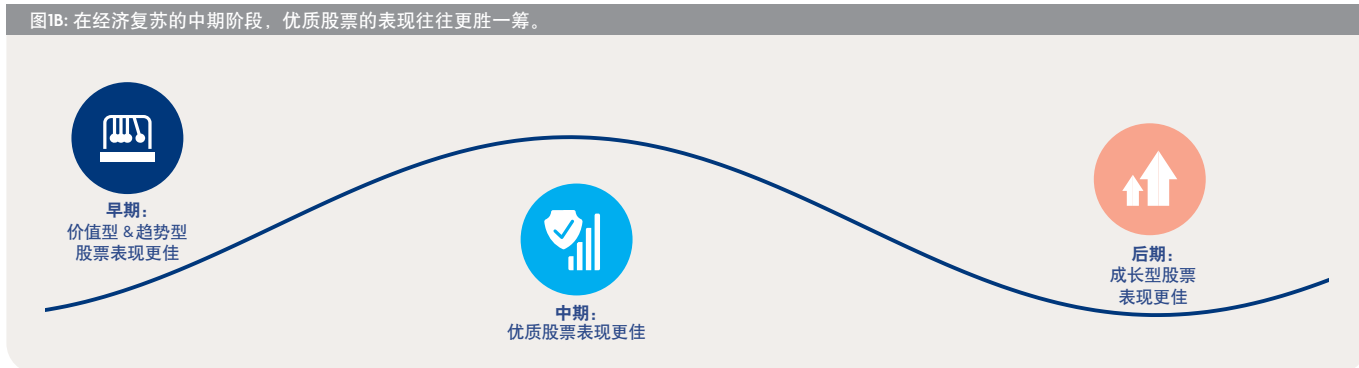 图1B: 在经济复苏的中期阶段，优质股票的表现往往更胜一筹。
早期：
价值型 & 趋势型
股票表现更佳
中期：
优质股票表现更佳
后期：
成长型股票
表现更佳